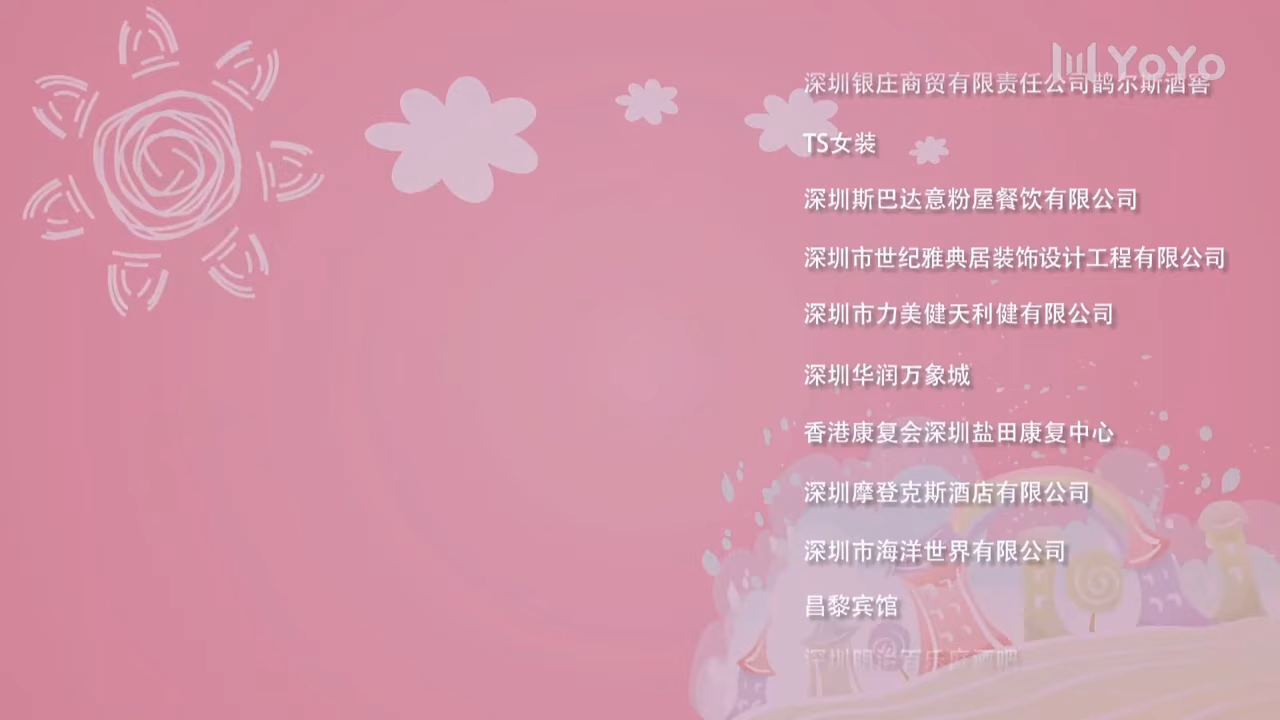 YoYo
深圳银庄商贸有限责任公司鹊尔斯酒窖
TS女装
深圳斯巴达意粉屋餐饮有限公司
深圳市世纪雅典居装饰设计工程有限公司
深圳市力美健天利健有限公司
深圳华润万象城
香港康复会深圳盐田康复中心
深圳摩登克斯酒店有限公司
深圳市海洋世界有限公司
昌黎宾馆
深圳